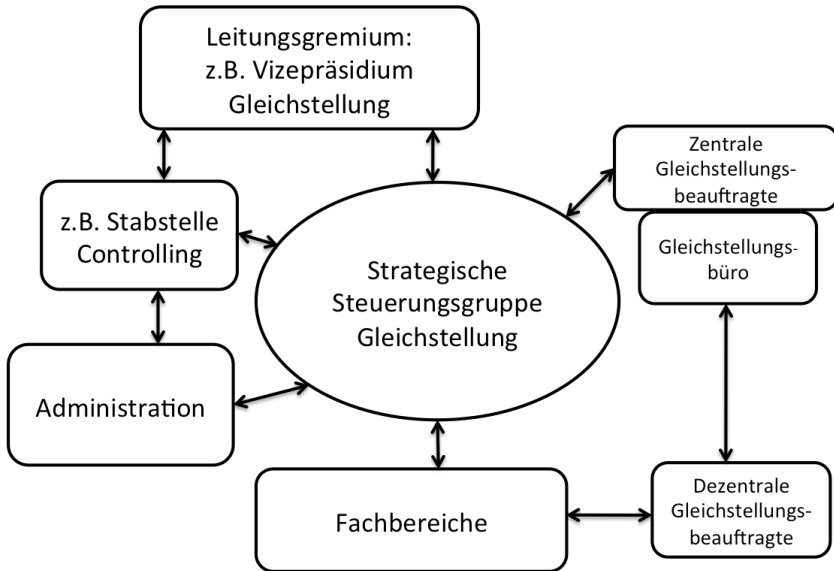 Leitungsgremium:
z.B. Vizepräsidium
Gleichstellung
Zentrale
Gleichstellungs-
beauftragte
z.B. Stabstelle
Controlling
Gleichstellungs-
büro
Strategische
Steuerungsgruppe
Gleichstellung
Administration
Fachbereiche
Dezentrale
Gleichstellungs-
beauftragte